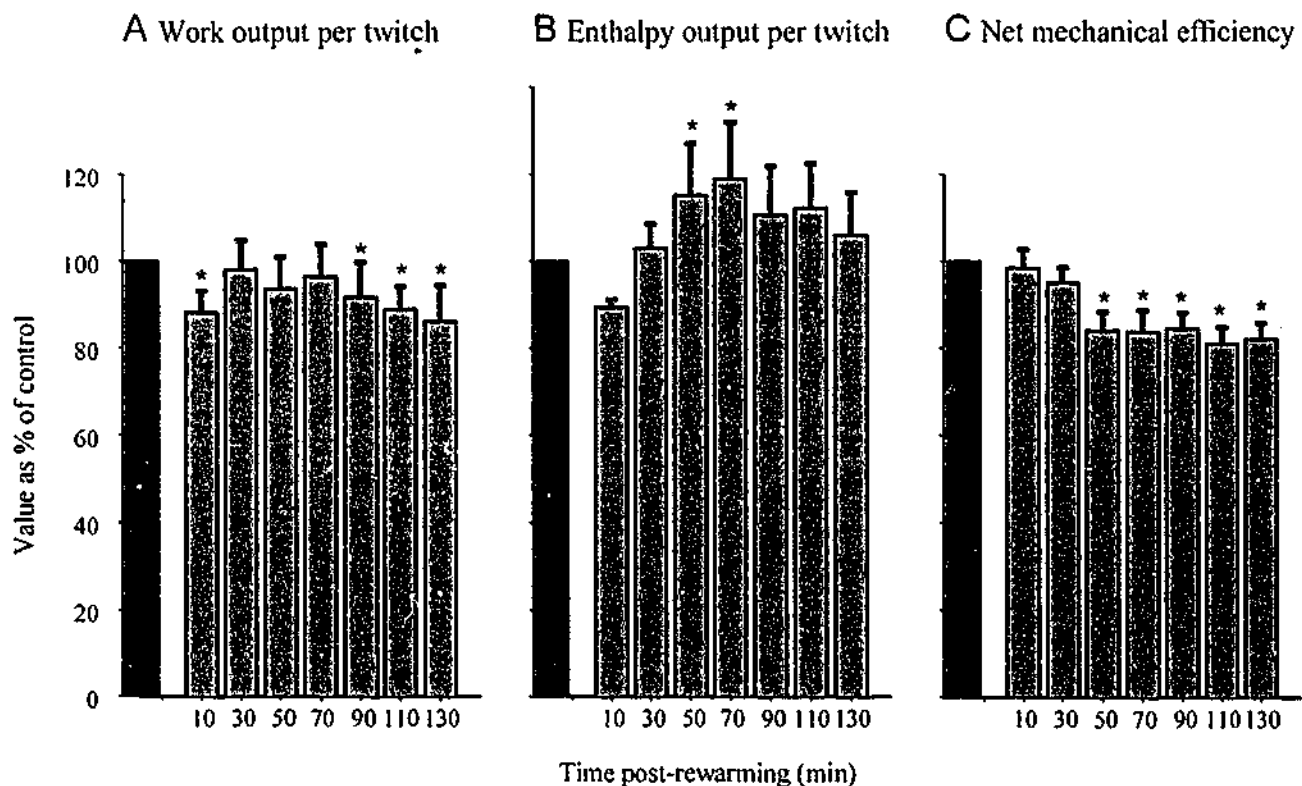 A Work output per twitch
B Enthalpy output per twitch
C Net mechanical efficiency
Value as % of control
120
100
80
60
40
20
0
* * * *
* *
* * * * *
10 30 50 70 90 110 130
10 30 50 70 90 110 130
10 30 50 70 90 110 130
Time post-rewarming (min)